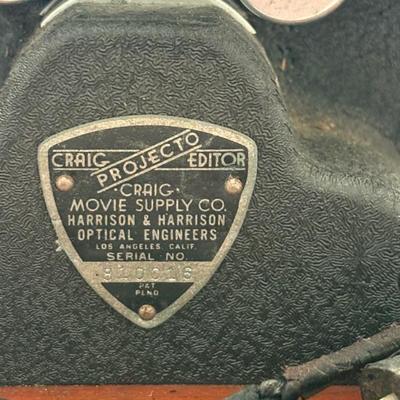 CRAIG PROJECTO EDITOR
·CRAIG·
MOVIE SUPPLY CO.
HARRISON & HARRISON
OPTICAL ENGINEERS
LOS ANGELES, CALIF.
SERIAL NO.
PAT
PEND